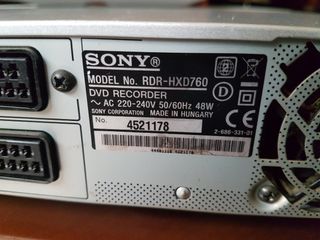 SONY®
MODEL No. RDR-HXD760
DVD RECORDER
~ AC 220-240V 50/60Hz 48W
SONY CORPORATION MADE IN HUNGARY
No. 4521178
D
2-686-331-01